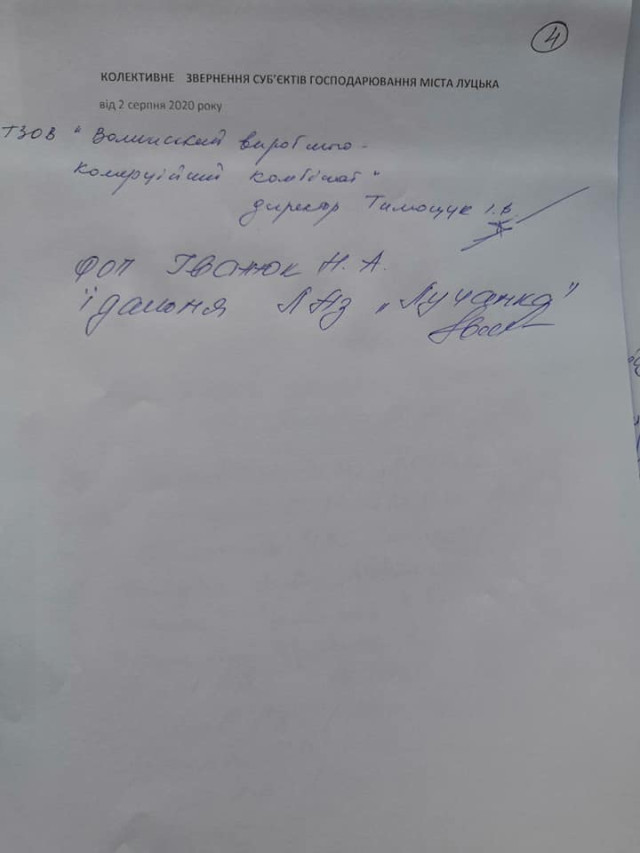 4
КОЛЕКТИВНЕ ЗВЕРНЕННЯ СУБ'ЄКТІВ ГОСПОДАРЮВАННЯ МІСТА ЛУЦЬКА
від 2 серпня 2020 року
ТЗОВ "Волинський виробничо-
комерційний комбінат"
директор Тимощук І.В.
ФОП Іванюк Н. А.
їдальня ЛАЗ „Лучанка"